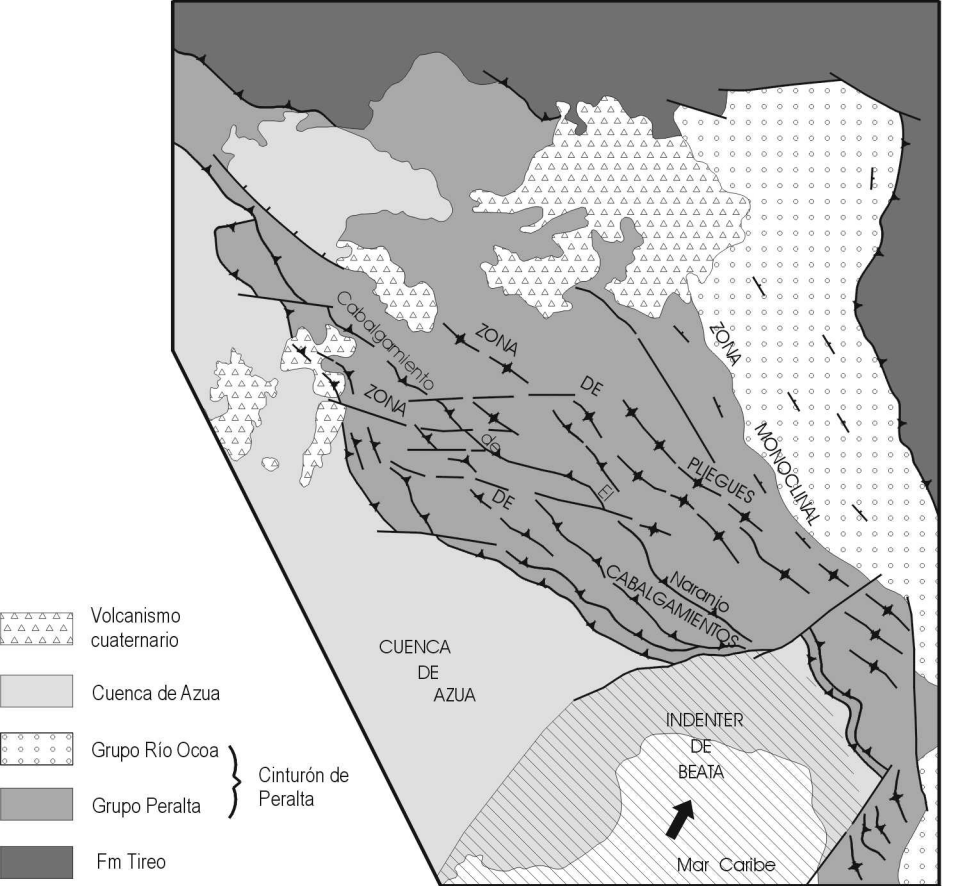 Cabalgamiento
de
El
Naranjo
ZONA
DE
PLIEGUES
ZONA
MONOCLINAL
ZONA
DE
CABALGAMIENTOS
CUENCA
DE
AZUA
INDENTER
DE
BEATA
Mar Caribe
Volcanismo
cuaternario
Cuenca de Azua
Grupo Río Ocoa
Grupo Peralta
Cinturón de
Peralta
Fm Tireo